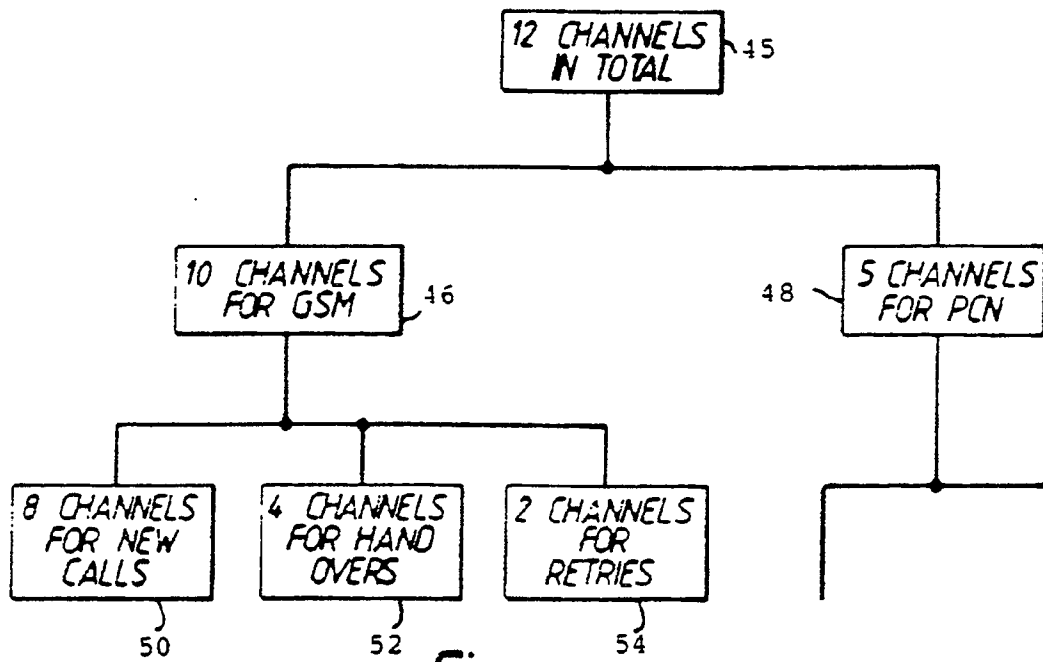 12 CHANNELS
IN TOTAL
45
10 CHANNELS
FOR GSM
46
48
5 CHANNELS
FOR PCN
8 CHANNELS
FOR NEW
CALLS
4 CHANNELS
FOR HAND
OVERS
2 CHANNELS
FOR
RETRIES
50
52
54